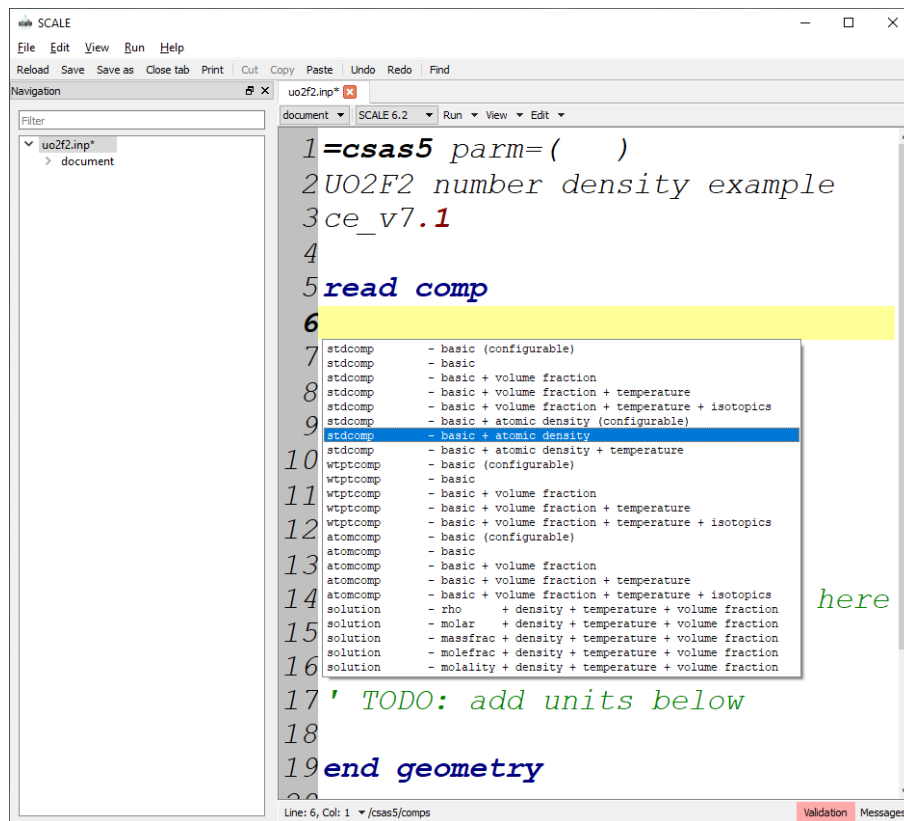 SCALE
File Edit View Run Help
Reload Save Save as Close tab Print Cut Copy Paste Undo Redo Find
Navigation
uo2f2.inp*
Filter
document SCALE 6.2 Run View Edit
uo2f2.inp*
document
1 =csas5 parm=( )
2 UO2F2 number density example
3 ce_v7.1
4
5 read comp
6
7
8
9
10
11
12
13
14
15
16
stdcomp - basic (configurable)
stdcomp - basic
stdcomp - basic + volume fraction
stdcomp - basic + volume fraction + temperature
stdcomp - basic + volume fraction + temperature + isotopics
stdcomp - basic + atomic density (configurable)
stdcomp - basic + atomic density
stdcomp - basic + atomic density + temperature
wtptcomp - basic (configurable)
wtptcomp - basic
wtptcomp - basic + volume fraction
wtptcomp - basic + volume fraction + temperature
wtptcomp - basic + volume fraction + temperature + isotopics
atomcomp - basic (configurable)
atomcomp - basic
atomcomp - basic + volume fraction
atomcomp - basic + volume fraction + temperature
atomcomp - basic + volume fraction + temperature + isotopics
solution - rho + density + temperature + volume fraction
solution - molar + density + temperature + volume fraction
solution - massfrac + density + temperature + volume fraction
solution - molefrac + density + temperature + volume fraction
solution - molality + density + temperature + volume fraction
here
17 ' TODO: add units below
18
19 end geometry
Line: 6, Col: 1 /csas5/comps
Validation Messages